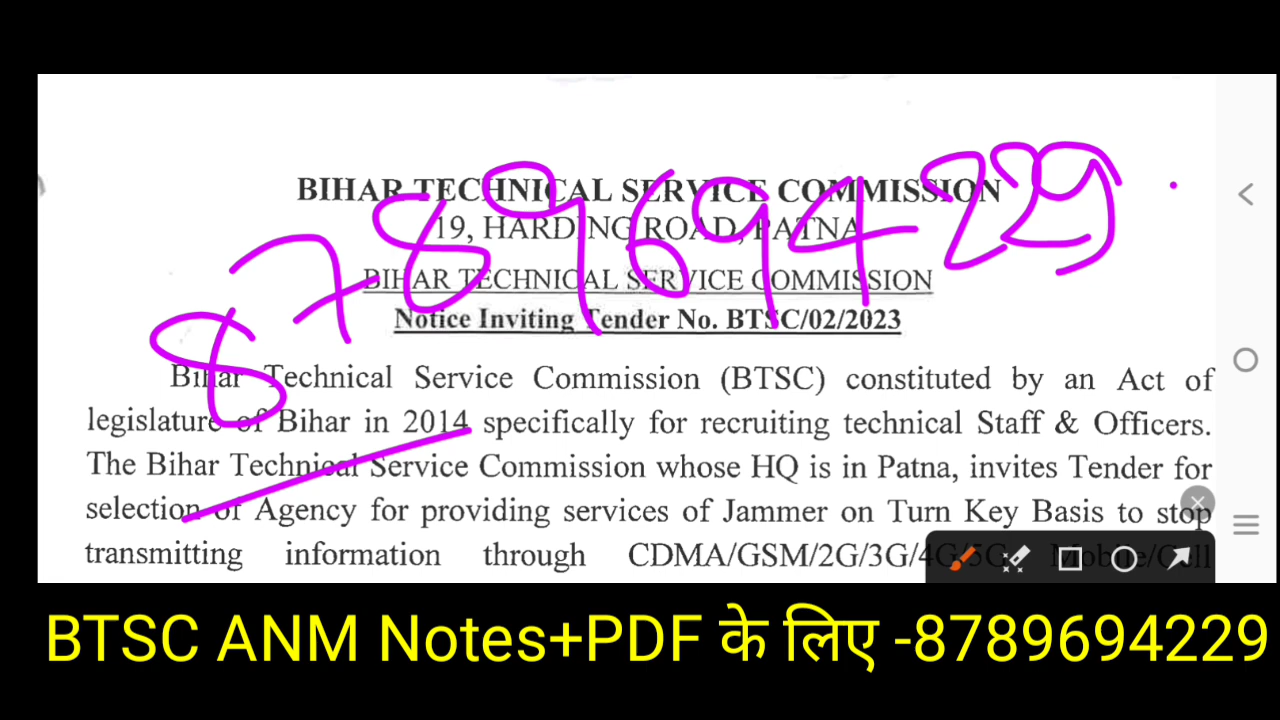 BIHAR TECHNICAL SERVICE COMMISSION
19, HARDING ROAD, PATNA
BIHAR TECHNICAL SERVICE COMMISSION
Notice Inviting Tender No. BTSC/02/2023
8789694229
Bihar Technical Service Commission (BTSC) constituted by an Act of
legislature of Bihar in 2014 specifically for recruiting technical Staff & Officers.
The Bihar Technical Service Commission whose HQ is in Patna, invites Tender for
selection of Agency for providing services of Jammer on Turn Key Basis to stop
transmitting information through CDMA/GSM/2G/3G/4G/5G Mobile/Cell
BTSC ANM Notes+PDF के लिए -8789694229